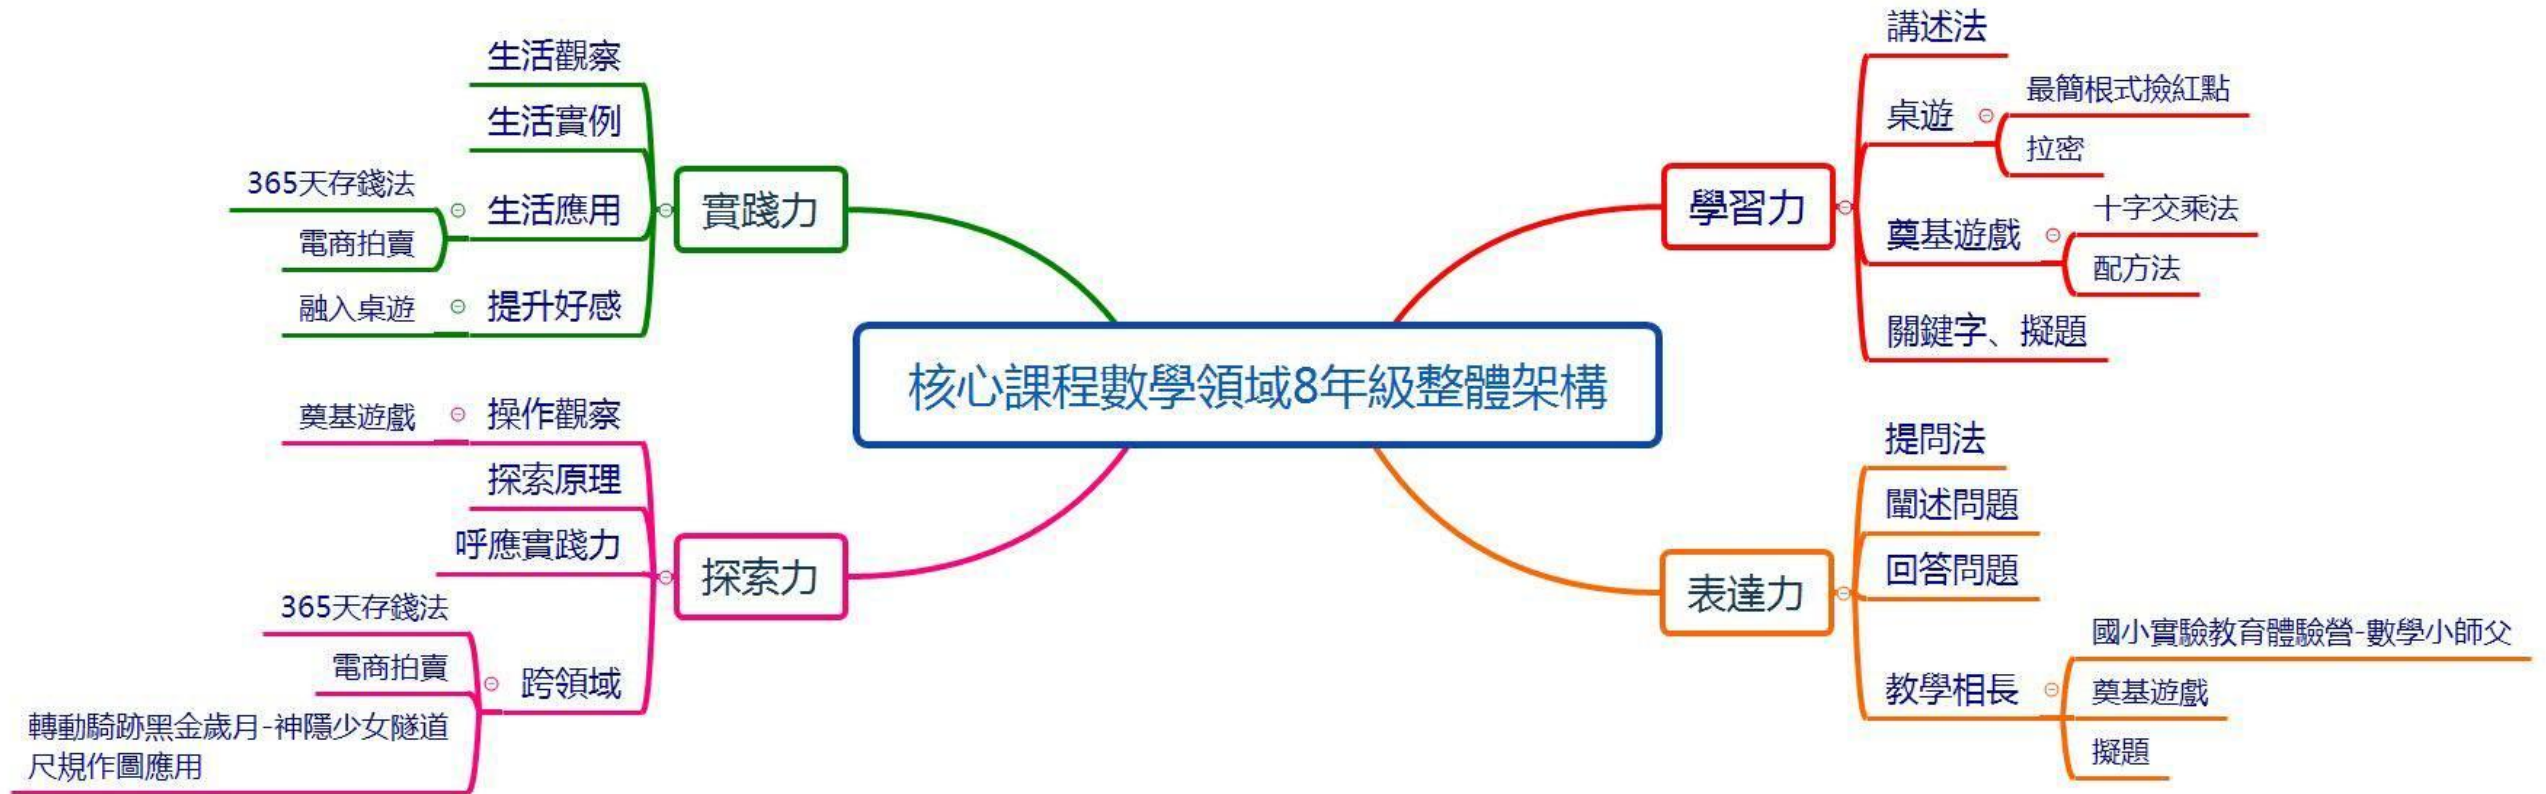 核心課程數學領域8年級整體架構
實踐力
生活觀察
生活實例
生活應用
365天存錢法
電商拍賣
提升好感
融入桌遊
探索力
操作觀察
奠基遊戲
探索原理
呼應實踐力
跨領域
365天存錢法
電商拍賣
轉動騎跡黑金歲月-神隱少女隧道
尺規作圖應用
學習力
講述法
桌遊
最簡根式撿紅點
拉密
奠基遊戲
十字交乘法
配方法
關鍵字、擬題
表達力
提問法
闡述問題
回答問題
教學相長
國小實驗教育體驗營-數學小師父
奠基遊戲
擬題